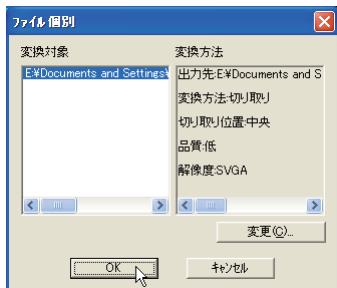 ファイル個別
変換対象
変換方法
E:¥Documents and Settings¥
出力先:E¥Documents and S
変換方法:切り取り
切り取り位置:中央
品質:低
解像度:SVGA
変更(C)...
OK
キャンセル